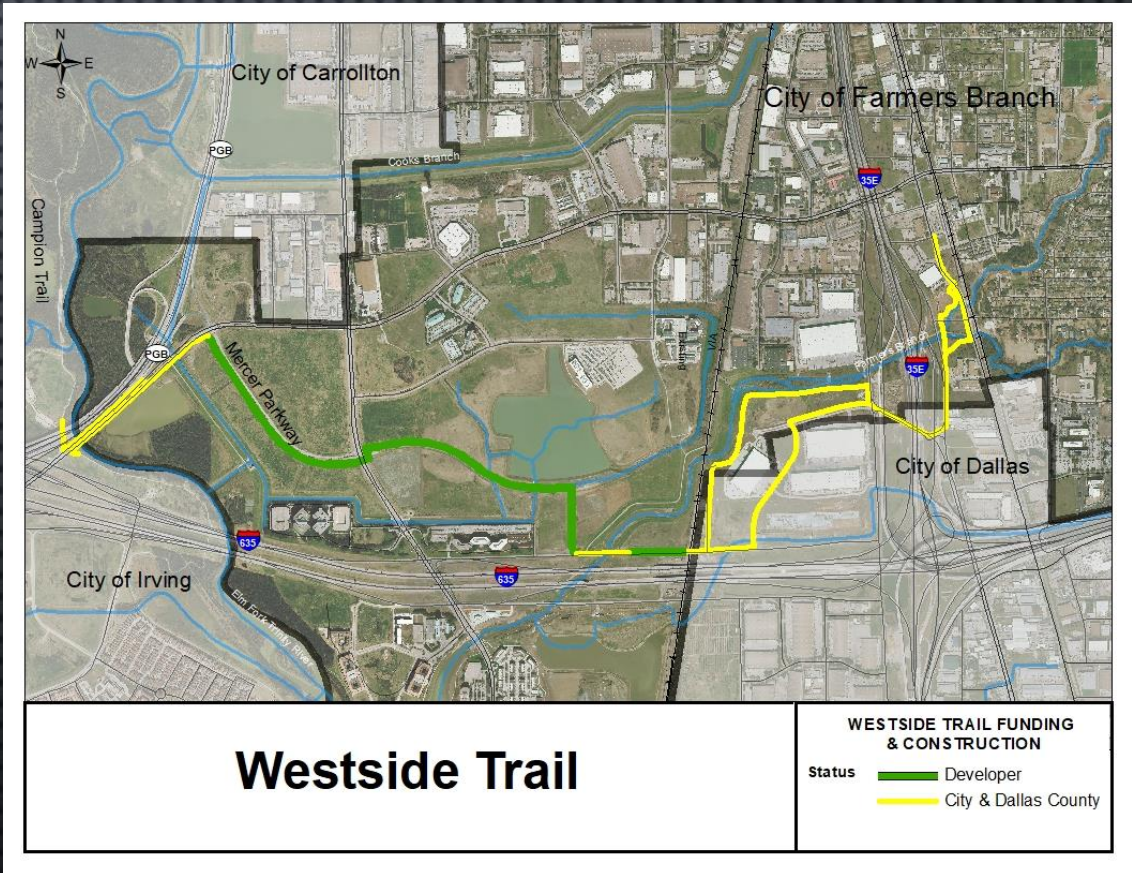 N
W E
S
City of Carrollton
City of Farmers Branch
PGB
Cooks Branch
35E
Campion Trail
PGB
Mercer Parkway
35E
City of Dallas
635
635
City of Irving
Elm Fork Trinity River
Westside Trail
WESTSIDE TRAIL FUNDING
& CONSTRUCTION
Status
Developer
City & Dallas County